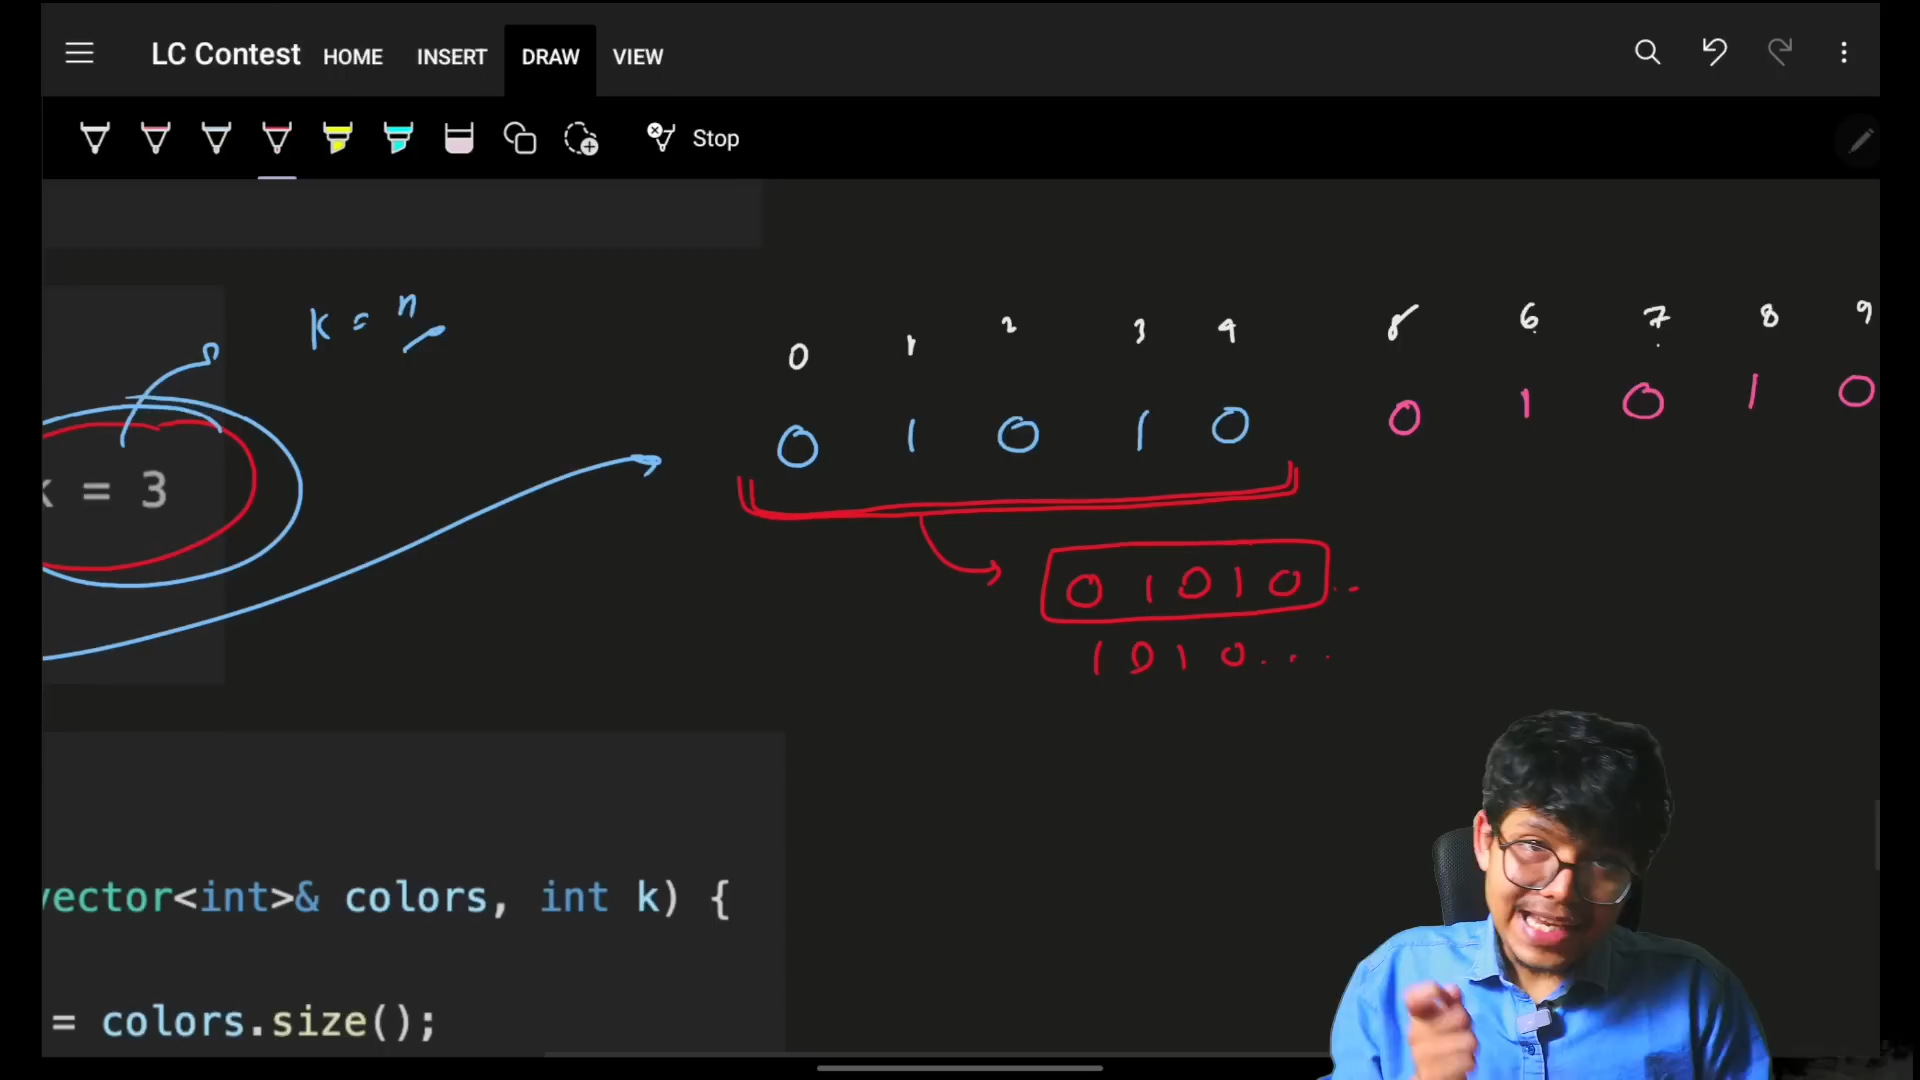 LC Contest HOME INSERT DRAW VIEW
Stop
k = n
0 1 2 3 4 5 6 7 8 9
0 1 0 1 0 0 1 0 1 0
k = 3
0 1 0 1 0 ..
1 0 1 0 ....
vector<int>& colors, int k) {
= colors.size();